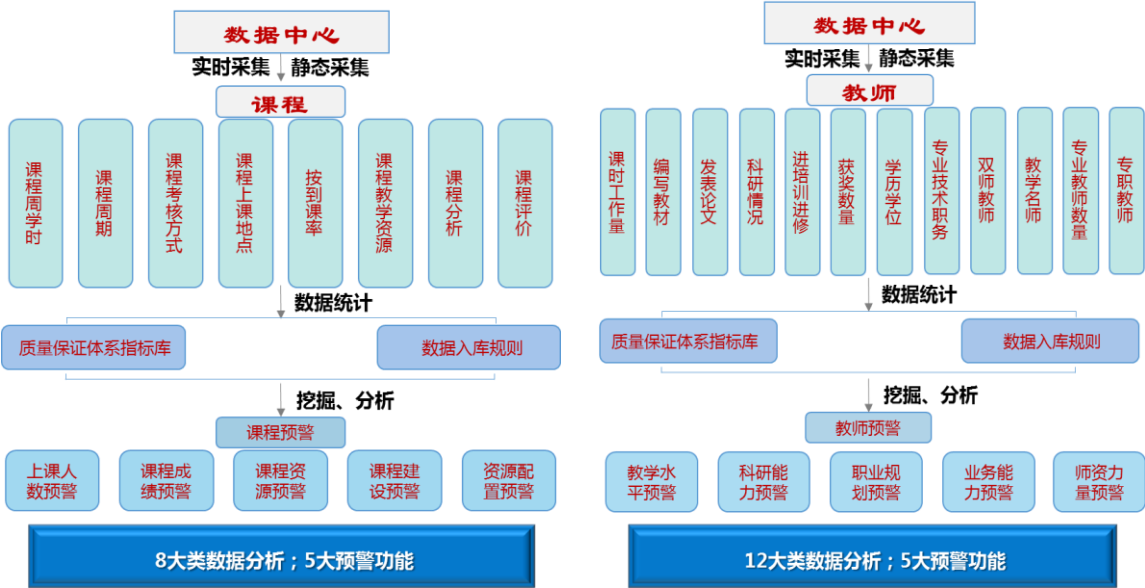 数据中心
实时采集 静态采集
课程
课程周学时
课程周期
课程考核方式
课程上课地点
按到课率
课程教学资源
课程分析
课程评价
数据统计
质量保证体系指标库
数据入库规则
挖掘、分析
课程预警
上课人
数预警
课程成
绩预警
课程资
源预警
课程建
设预警
资源配
置预警
8大类数据分析；5大预警功能
数据中心
实时采集 静态采集
教师
课时工作量
编写教材
发表论文
科研情况
进培训进修
获奖数量
学历学位
专业技术职务
双师教师
教学名师
专业教师数量
专职教师
数据统计
质量保证体系指标库
数据入库规则
挖掘、分析
教师预警
教学水
平预警
科研能
力预警
职业规
划预警
业务能
力预警
师资力
量预警
12大类数据分析；5大预警功能